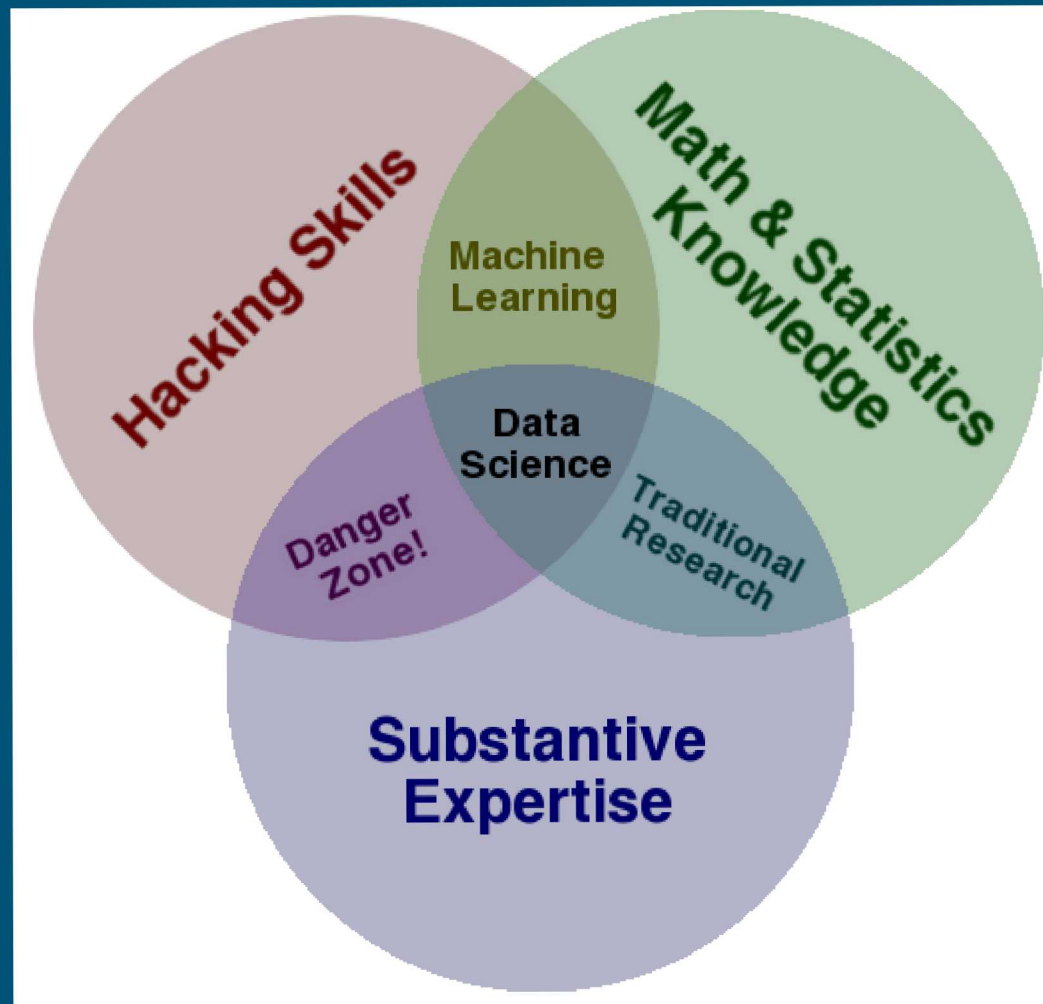 Hacking Skills
Math & Statistics
Knowledge
Machine
Learning
Data
Science
Danger
Zone!
Traditional
Research
Substantive
Expertise